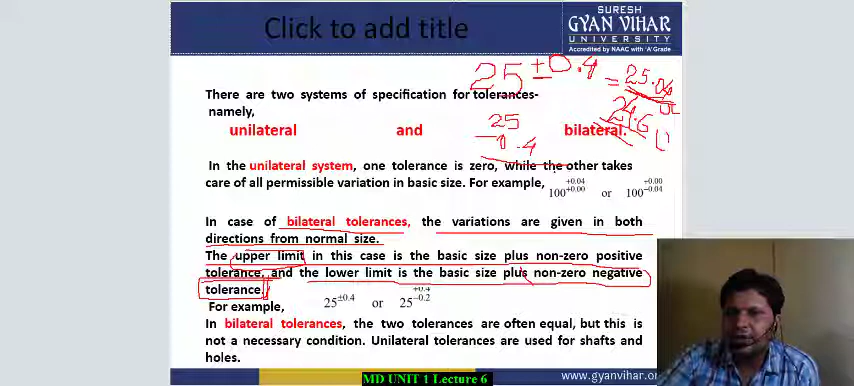 Click to add title
SURESH
GYAN VIHAR
UNIVERSITY
Accredited by NAAC with 'A' Grade
25 ±0.4 = 25.04
24.6
25
There are two systems of specification for tolerances-
namely,
unilateral and bilateral.
In the unilateral system, one tolerance is zero, while the other takes
care of all permissible variation in basic size. For example, 100 +0.04 +0.00 or 100 +0.00 -0.04
In case of bilateral tolerances, the variations are given in both
directions from normal size.
The upper limit in this case is the basic size plus non-zero positive
tolerance, and the lower limit is the basic size plus non-zero negative
tolerance.
For example, 25 ±0.4 or 25 +0.4 -0.2
In bilateral tolerances, the two tolerances are often equal, but this is
not a necessary condition. Unilateral tolerances are used for shafts and
holes.
MD UNIT 1 Lecture 6
www.gyanvihar.org